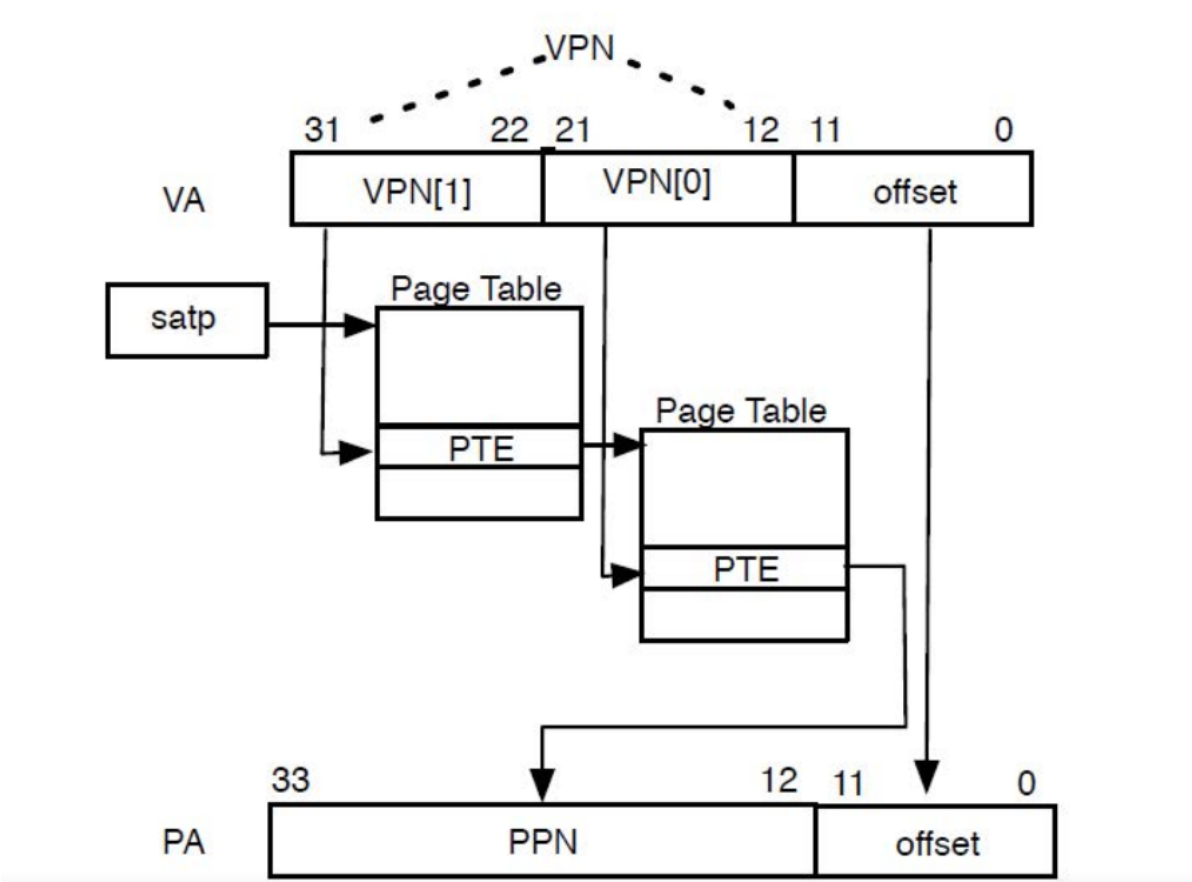 VPN
31 22 21 12 11 0
VA VPN[1] VPN[0] offset
Page Table
satp
Page Table
PTE
PTE
33 12 11 0
PA PPN offset